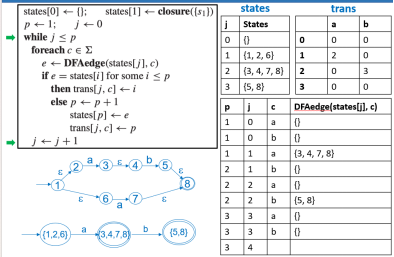 states[0] ← {}; states[1] ← closure({s₁})
p ← 1; j ← 0
while j ≤ p
foreach c ∈ Σ
e ← DFAedge(states[j], c)
if e = states[i] for some i ≤ p
then trans[j, c] ← i
else p ← p + 1
states[p] ← e
trans[j, c] ← p
j ← j + 1
states
j States
0 {}
1 {1, 2, 6}
2 {3, 4, 7, 8}
3 {5, 8}
trans
a b
0 0 0
1 2 0
2 0 3
3 0 0
p j c DFAedge(states[j], c)
1 0 a {}
1 0 b {}
1 1 a {3, 4, 7, 8}
2 1 b {}
2 2 a {}
2 2 b {5, 8}
3 3 a {}
3 3 b {}
3 4
1 ε 2 a 3 ε 4 b 5 ε 8
ε 6 a 7 ε
{1,2,6} a {3,4,7,8} b {5,8}